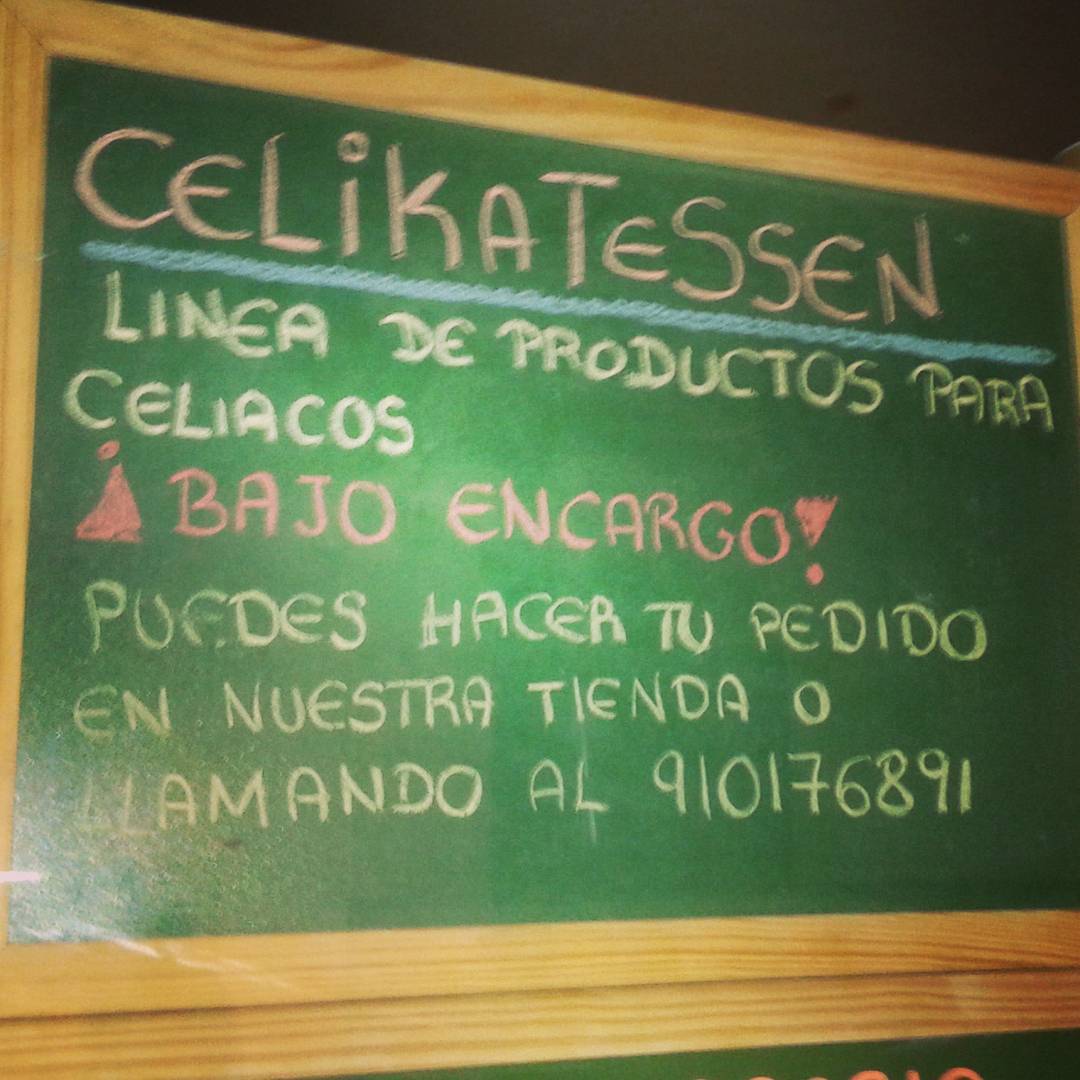 CELiKATESSEN
LINEA DE PRODUCTOS PARA
CELIACOS
¡BAJO ENCARGO!
PUEDES HACER TU PEDIDO
EN NUESTRA TIENDA O
LLAMANDO AL 910176891